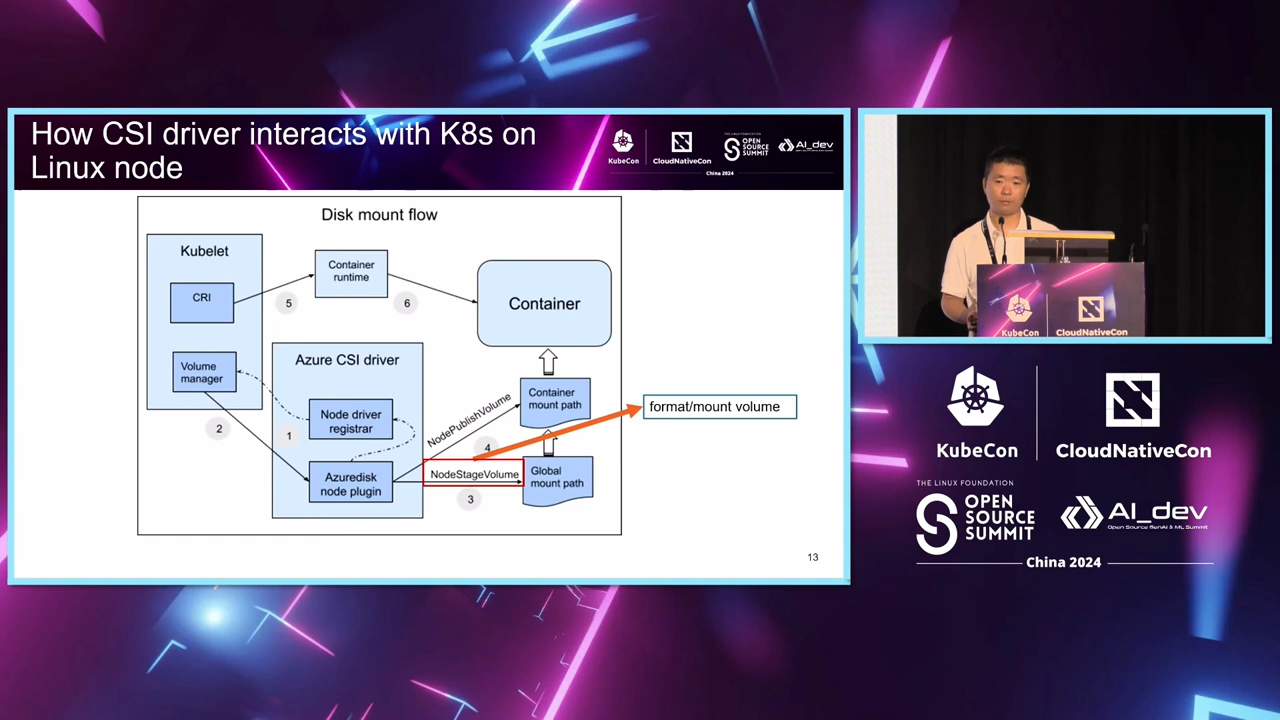 How CSI driver interacts with K8s on
Linux node
KubeCon
CloudNativeCon
THE LINUX FOUNDATION
OPEN
SOURCE
SUMMIT
AI_dev
China 2024
Disk mount flow
Kubelet
CRI
Container
runtime
5
6
Container
Volume
manager
Azure CSI driver
2
1
Node driver
registrar
Azuredisk
node plugin
NodePublishVolume
4
NodeStageVolume
3
Container
mount path
Global
mount path
format/mount volume
13
KubeCon
CloudNativeCon
KubeCon
CloudNativeCon
THE LINUX FOUNDATION
OPEN
SOURCE
SUMMIT
AI_dev
Open Source GenAI & ML Summit
China 2024